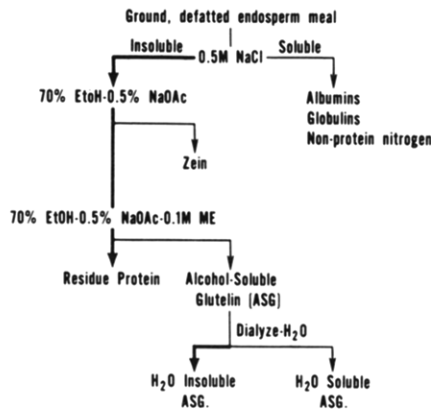 Ground, defatted endosperm meal
Insoluble
Soluble
0.5M NaCl
70% EtoH-0.5% NaOAc
Albumins
Globulins
Non-protein nitrogen
Zein
70% EtOH-0.5% NaOAc-0.1M ME
Residue Protein
Alcohol-Soluble
Glutelin (ASG)
Dialyze-H₂O
H₂O Insoluble
ASG.
H₂O Soluble
ASG.